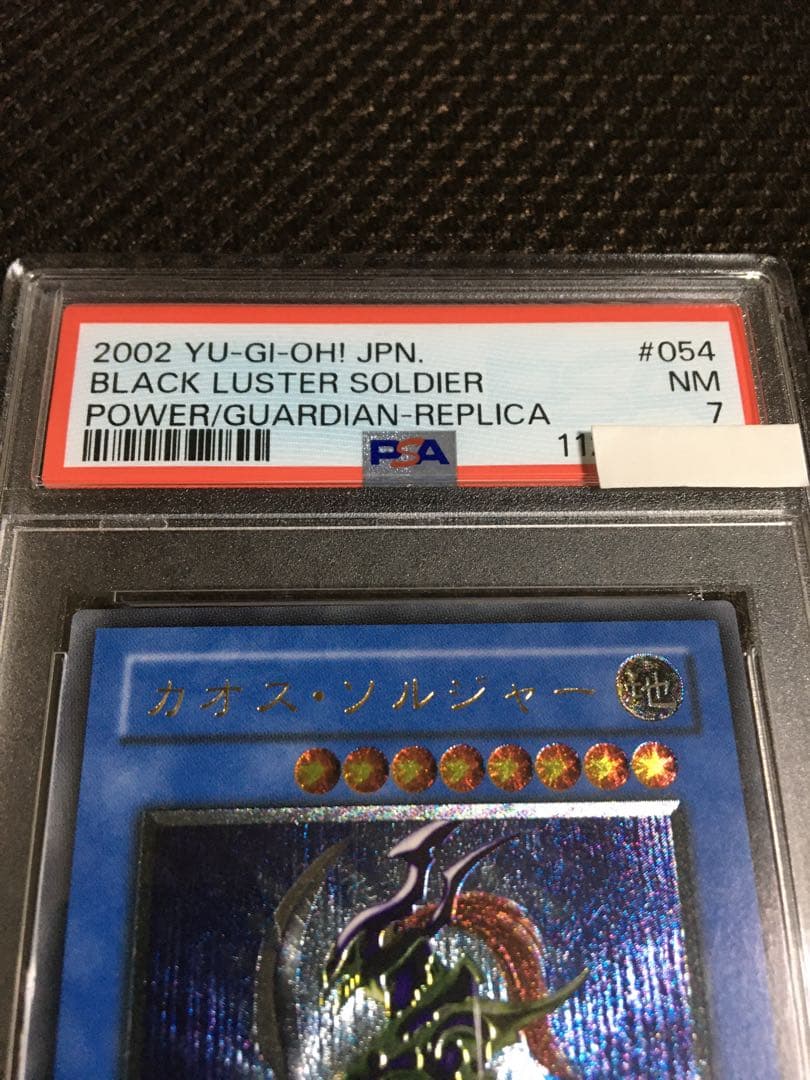 2002 YU-GI-OH! JPN. #054
BLACK LUSTER SOLDIER NM
POWER/GUARDIAN-REPLICA 7
PSA
カオス・ソルジャー 地